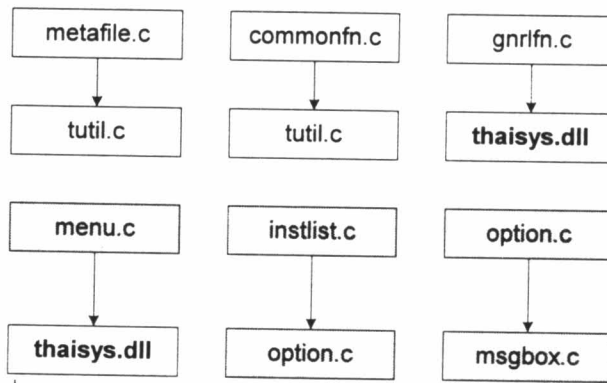 metafile.c commonfn.c gnrlfn.c
tutil.c tutil.c thaisys.dll
menu.c instlist.c option.c
thaisys.dll option.c msgbox.c